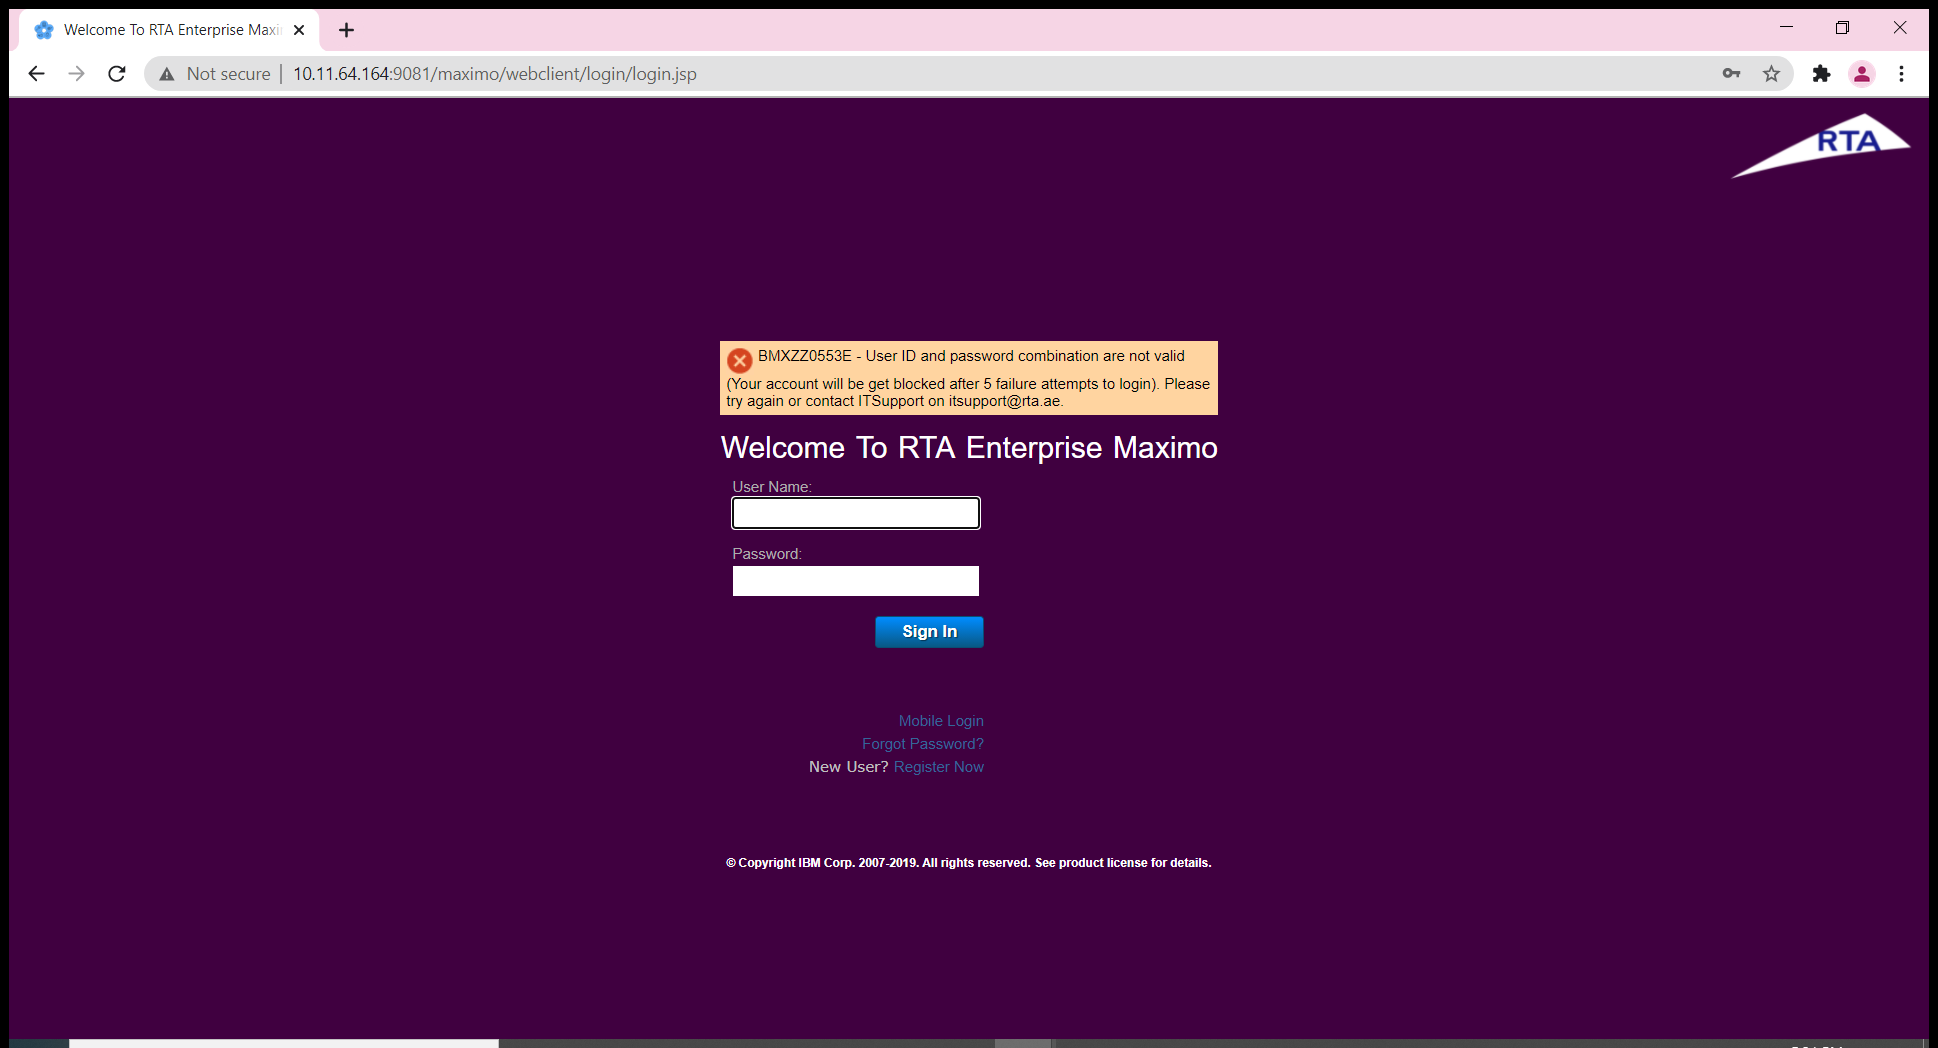 Welcome To RTA Enterprise Maxi
Not secure
10.11.64.164:9081/maximo/webclient/login/login.jsp
RTA
BMXZZ0553E - User ID and password combination are not valid
(Your account will be get blocked after 5 failure attempts to login). Please
try again or contact ITSupport on itsupport@rta.ae.
Welcome To RTA Enterprise Maximo
User Name:
Password:
Sign In
Mobile Login
Forgot Password?
New User? Register Now
© Copyright IBM Corp. 2007-2019. All rights reserved. See product license for details.